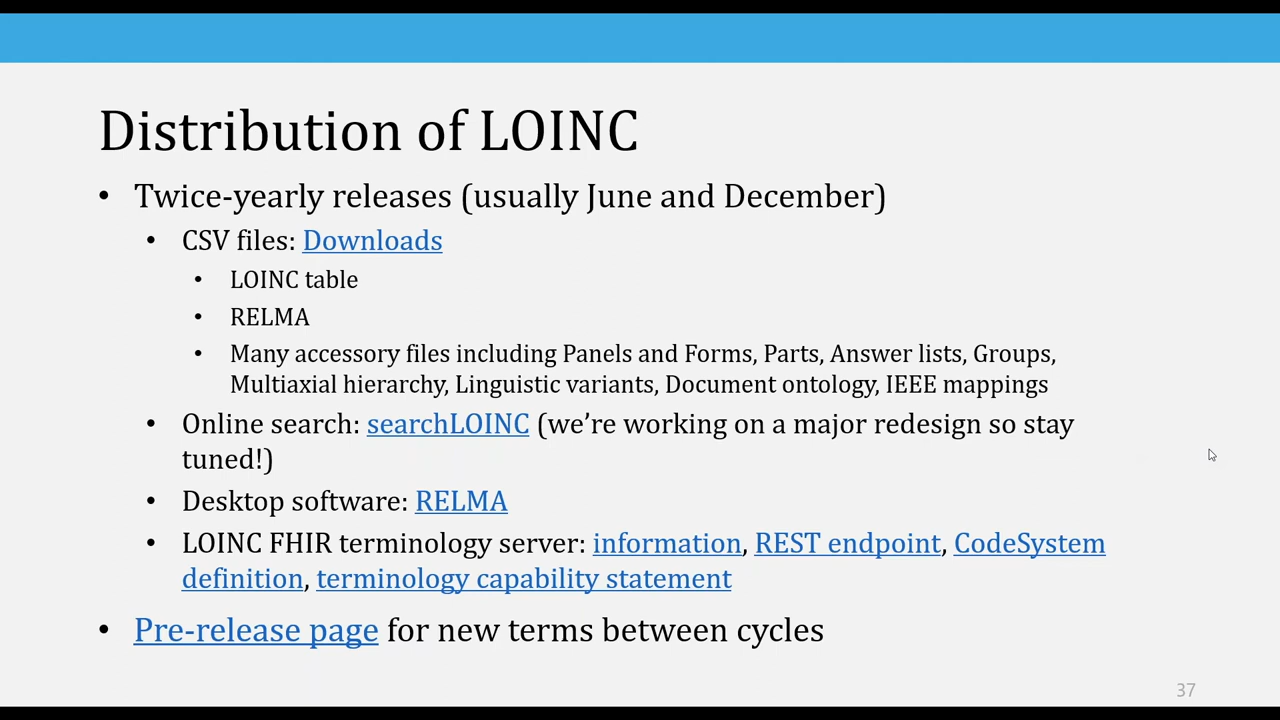 Distribution of LOINC
• Twice-yearly releases (usually June and December)
• CSV files: Downloads
• LOINC table
• RELMA
• Many accessory files including Panels and Forms, Parts, Answer lists, Groups,
Multiaxial hierarchy, Linguistic variants, Document ontology, IEEE mappings
• Online search: searchLOINC (we’re working on a major redesign so stay
tuned!)
• Desktop software: RELMA
• LOINC FHIR terminology server: information, REST endpoint, CodeSystem
definition, terminology capability statement
• Pre-release page for new terms between cycles
37